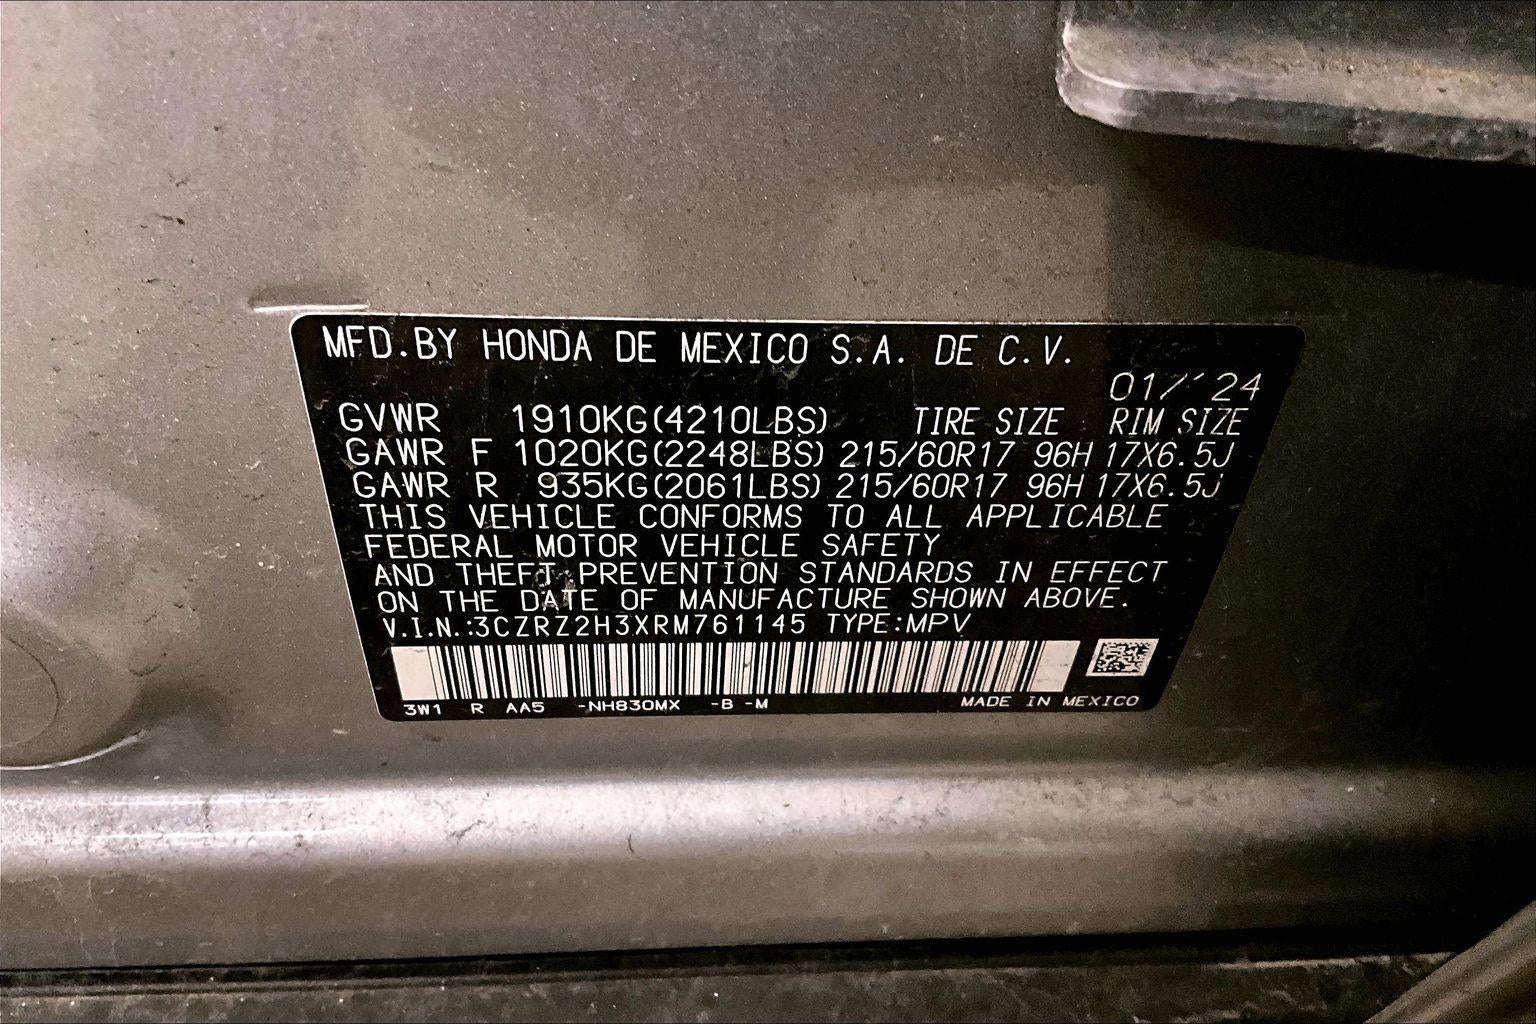 MFD.BY HONDA DE MEXICO S.A. DE C.V.
01/'24
GVWR 1910KG(4210LBS) TIRE SIZE RIM SIZE
GAWR F 1020KG(2248LBS) 215/60R17 96H 17X6.5J
GAWR R 935KG(2061LBS) 215/60R17 96H 17X6.5J
THIS VEHICLE CONFORMS TO ALL APPLICABLE
FEDERAL MOTOR VEHICLE SAFETY
AND THEFT PREVENTION STANDARDS IN EFFECT
ON THE DATE OF MANUFACTURE SHOWN ABOVE.
V.I.N.:3CZRZ2H3XRM761145 TYPE:MPV
3W1 R AA5 -NH830MX -B -M MADE IN MEXICO